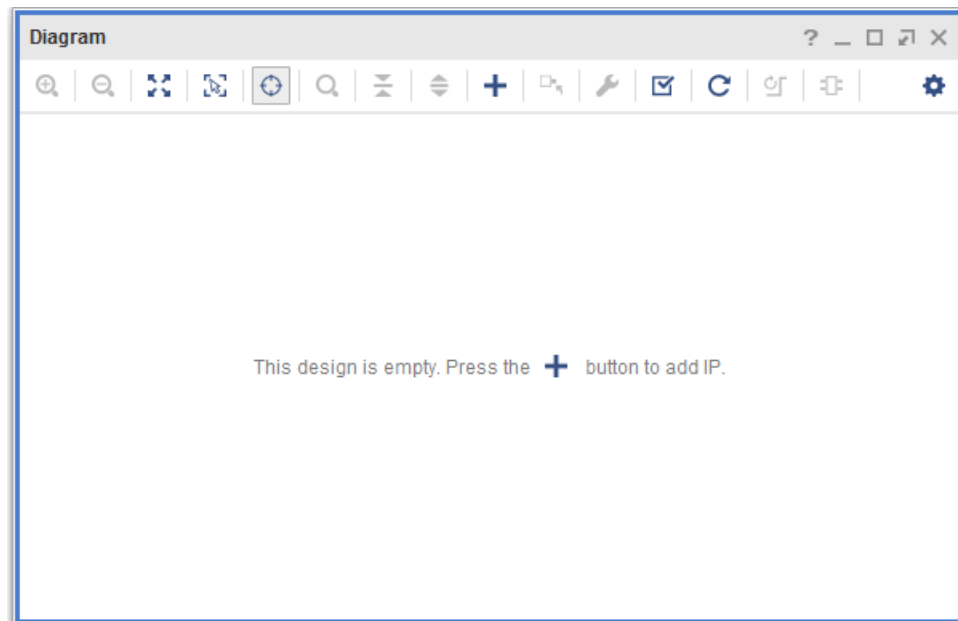 Diagram
This design is empty. Press the + button to add IP.